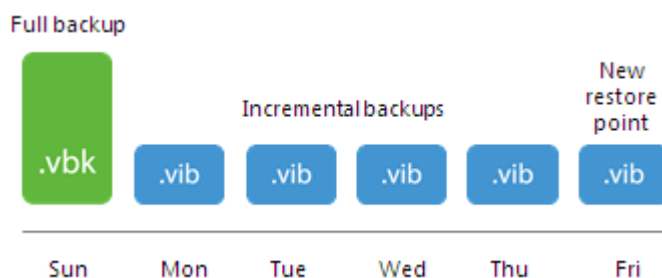 Full backup
New
restore
point
Incremental backups
.vbk
.vib
.vib
.vib
.vib
.vib
Sun
Mon
Tue
Wed
Thu
Fri